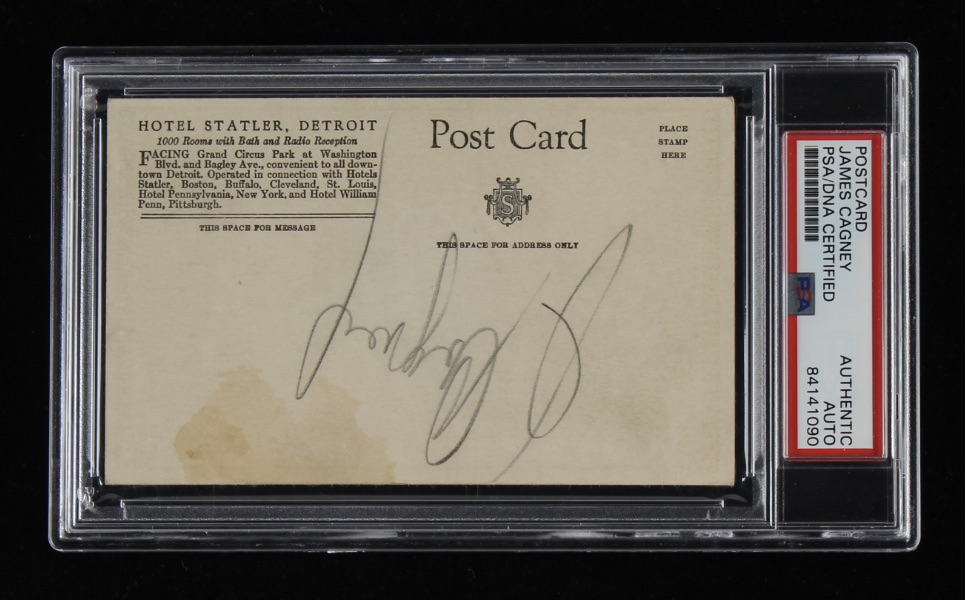 HOTEL STATLER, DETROIT
1000 Rooms with Bath and Radio Reception
FACING Grand Circus Park at Washington
Blvd. and Bagley Ave., convenient to all down-
town Detroit. Operated in connection with Hotels
Statler, Boston, Buffalo, Cleveland, St. Louis,
Hotel Pennsylvania, New York, and Hotel William
Penn, Pittsburgh.
THIS SPACE FOR MESSAGE
Post Card
PLACE
STAMP
HERE
S
THIS SPACE FOR ADDRESS ONLY
J Cagney
POSTCARD
JAMES CAGNEY
PSA/DNA CERTIFIED
PSA
AUTHENTIC
AUTO
84141090